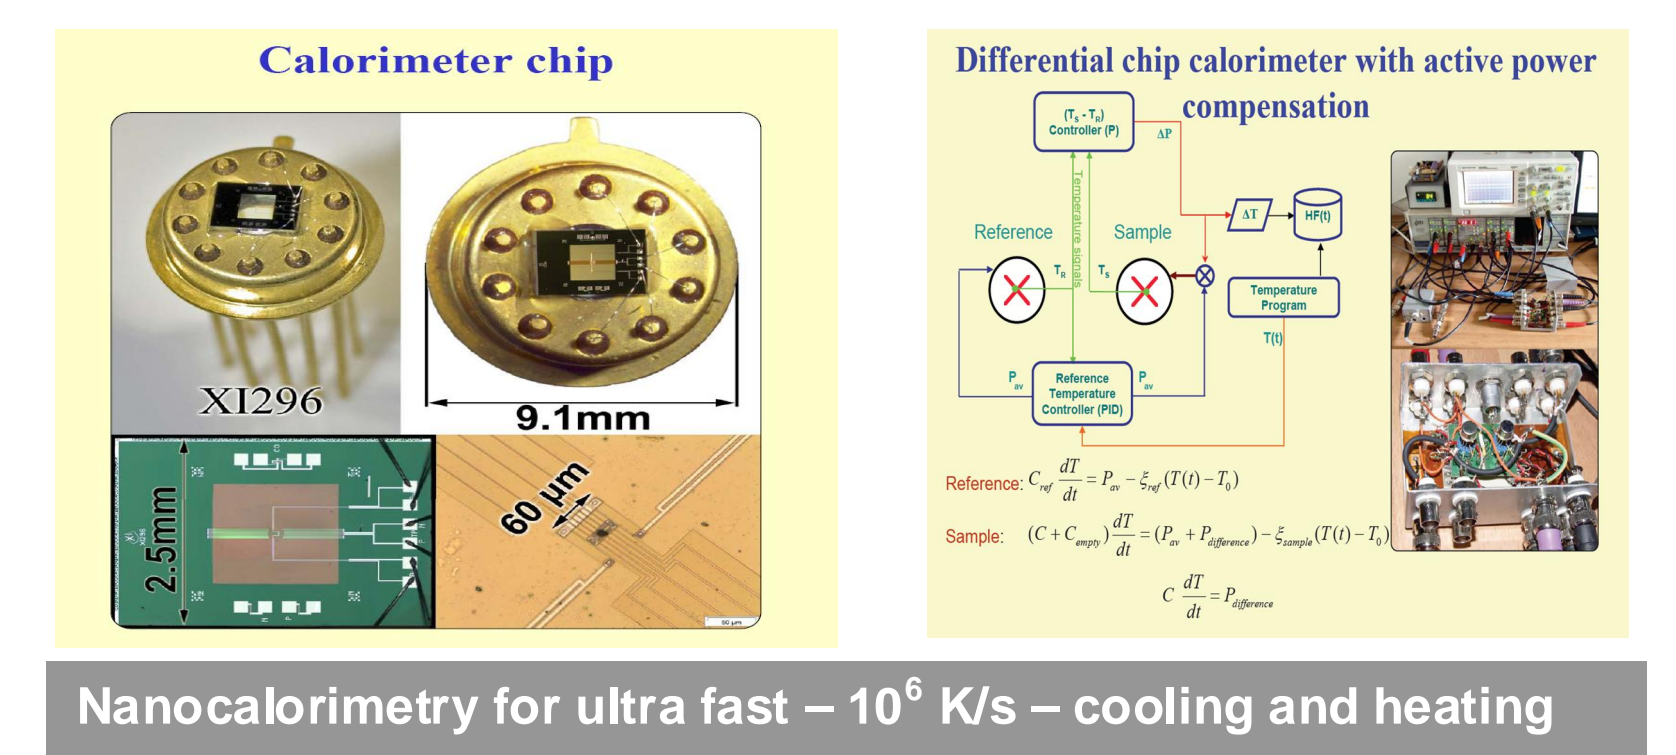 Calorimeter chip
XI296
9.1mm
2.5mm
60 µm
50 µm
Differential chip calorimeter with active power
compensation
(T_S - T_R)
Controller (P)
ΔP
Temperature signals
ΔT
HF(t)
Reference
Sample
T_R
T_S
Temperature
Program
T(t)
P_av
Reference
Temperature
Controller (PID)
P_av
Reference: C_ref dT/dt = P_av − ξ_ref (T(t) − T_0)
Sample: (C + C_empty) dT/dt = (P_av + P_difference) − ξ_sample (T(t) − T_0)
C dT/dt = P_difference
Nanocalorimetry for ultra fast – 10^6 K/s – cooling and heating